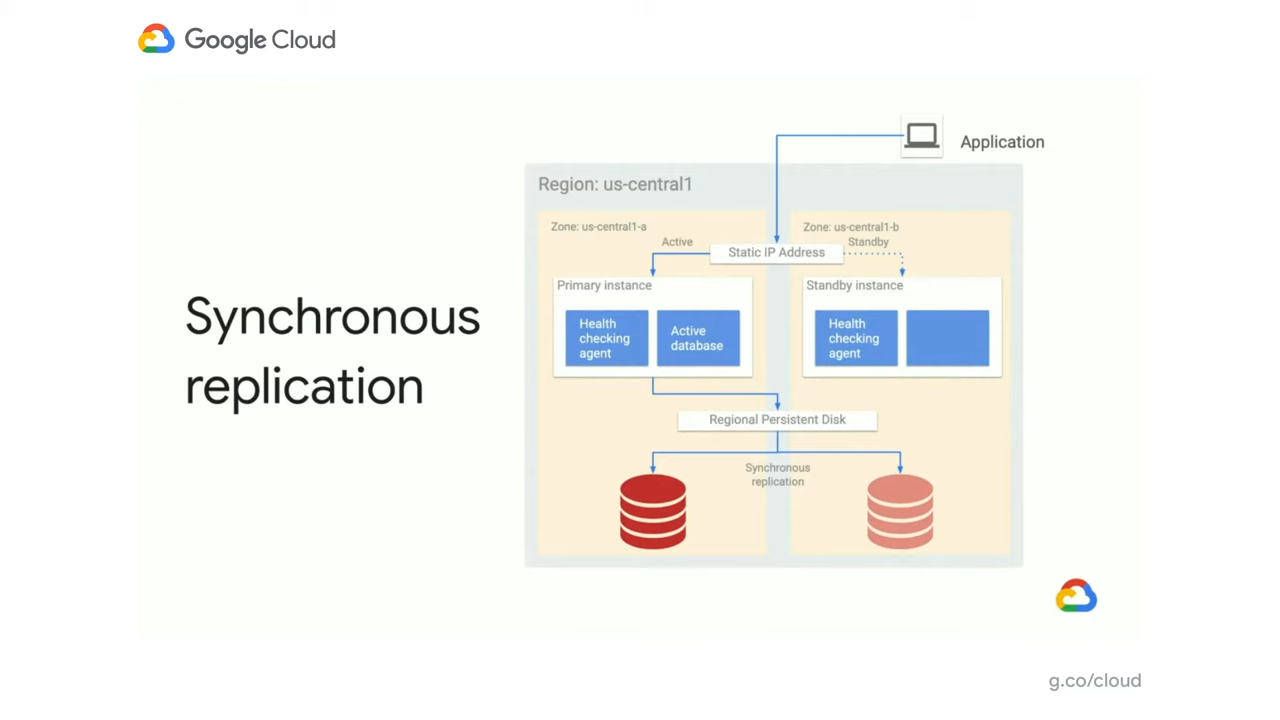 Google Cloud
Application
Region: us-central1
Zone: us-central1-a
Zone: us-central1-b
Active
Standby
Static IP Address
Primary instance
Standby instance
Health
checking
agent
Active
database
Health
checking
agent
Synchronous
replication
Regional Persistent Disk
Synchronous
replication
g.co/cloud